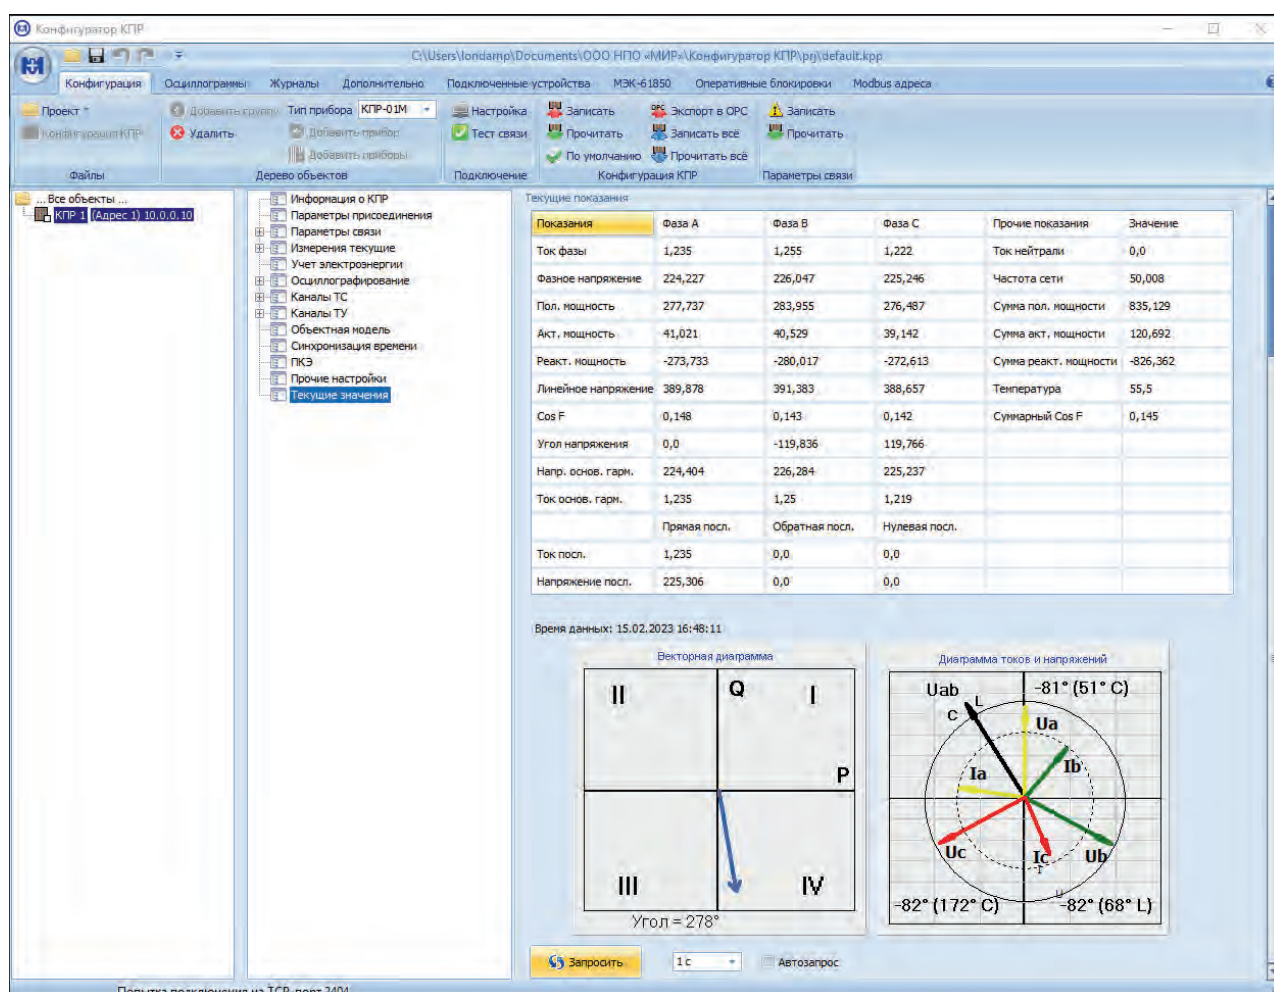 Конфигуратор КПР
C:\Users\londamp\Documents\ООО НПО «МИР»\Конфигуратор КПР\prj\default.kpp
Конфигурация Осциллограммы Журналы Дополнительно Подключенные устройства МЭК-61850 Оперативные блокировки Modbus адреса
Проект Добавить группу Тип прибора КПР-01М Настройка Записать Экспорт в OPC Записать
Конфигурация КПР Удалить Добавить прибор Тест связи Прочитать Записать всё Прочитать
Добавить приборы По умолчанию Прочитать всё
Файлы Дерево объектов Подключение Конфигурация КПР Параметры связи
... Все объекты ...
КПР 1 (Адрес 1) 10.0.0.10
Информация о КПР
Параметры присоединения
Параметры связи
Измерения текущие
Учет электроэнергии
Осциллографирование
Каналы ТС
Каналы ТУ
Объектная модель
Синхронизация времени
ПКЭ
Прочие настройки
Текущие значения
Текущие показания
Показания Фаза A Фаза B Фаза C Прочие показания Значение
Ток фазы 1,235 1,255 1,222 Ток нейтрали 0,0
Фазное напряжение 224,227 226,047 225,246 Частота сети 50,008
Пол. мощность 277,737 283,955 276,487 Сумма пол. мощности 835,129
Акт. мощность 41,021 40,529 39,142 Сумма акт. мощности 120,692
Реакт. мощность -273,733 -280,017 -272,613 Сумма реакт. мощности -826,362
Линейное напряжение 389,878 391,383 388,657 Температура 55,5
Cos F 0,148 0,143 0,142 Суммарный Cos F 0,145
Угол напряжения 0,0 -119,836 119,766
Напр. основ. гарм. 224,404 226,284 225,237
Ток основ. гарм. 1,235 1,25 1,219
Прямая посл. Обратная посл. Нулевая посл.
Ток посл. 1,235 0,0 0,0
Напряжение посл. 225,306 0,0 0,0
Время данных: 15.02.2023 16:48:11
Векторная диаграмма
II Q I
P
III IV
Угол = 278°
Диаграмма токов и напряжений
Uab L -81° (51° C)
C Ua
Ia Ib
Uc Ic Ub
I
U
-82° (172° C) -82° (68° L)
Запросить 1 с Автозапрос
Попытка подключения на TCP-порт 2404